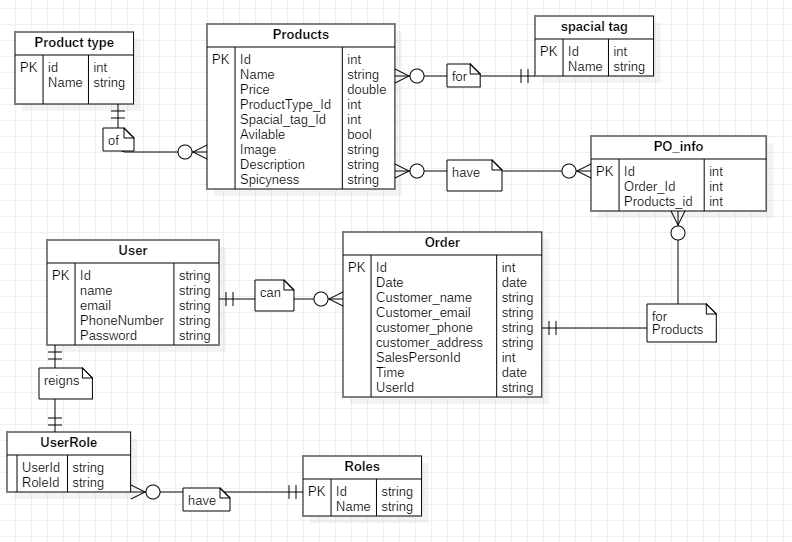 Product type
PK id int
Name string
Products
PK Id int
Name string
Price double
ProductType_Id int
Spacial_tag_Id int
Avilable bool
Image string
Description string
Spicyness string
spacial tag
PK Id int
Name string
for
of
have
PO_info
PK Id int
Order_Id int
Products_id int
User
PK Id string
name string
email string
PhoneNumber string
Password string
can
Order
PK Id int
Date date
Customer_name string
Customer_email string
customer_phone string
customer_address string
SalesPersonId int
Time date
UserId string
for
Products
reigns
UserRole
UserId string
RoleId string
have
Roles
PK Id string
Name string